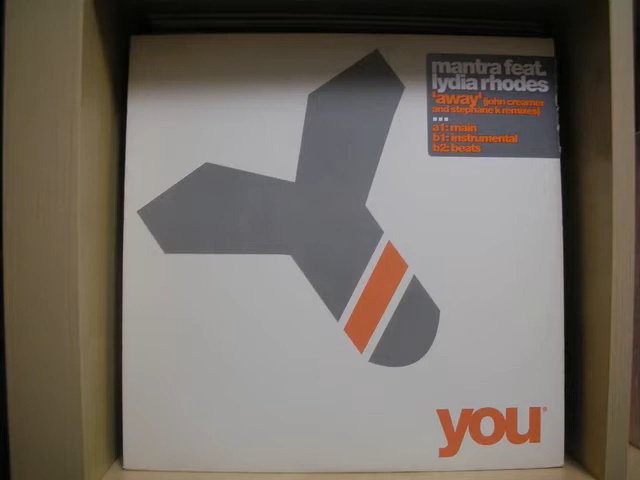 mantra feat.
lydia rhodes
'away' [john creamer
and stephane k remixes]
...
a1: main
b1: instrumental
b2: beats
you